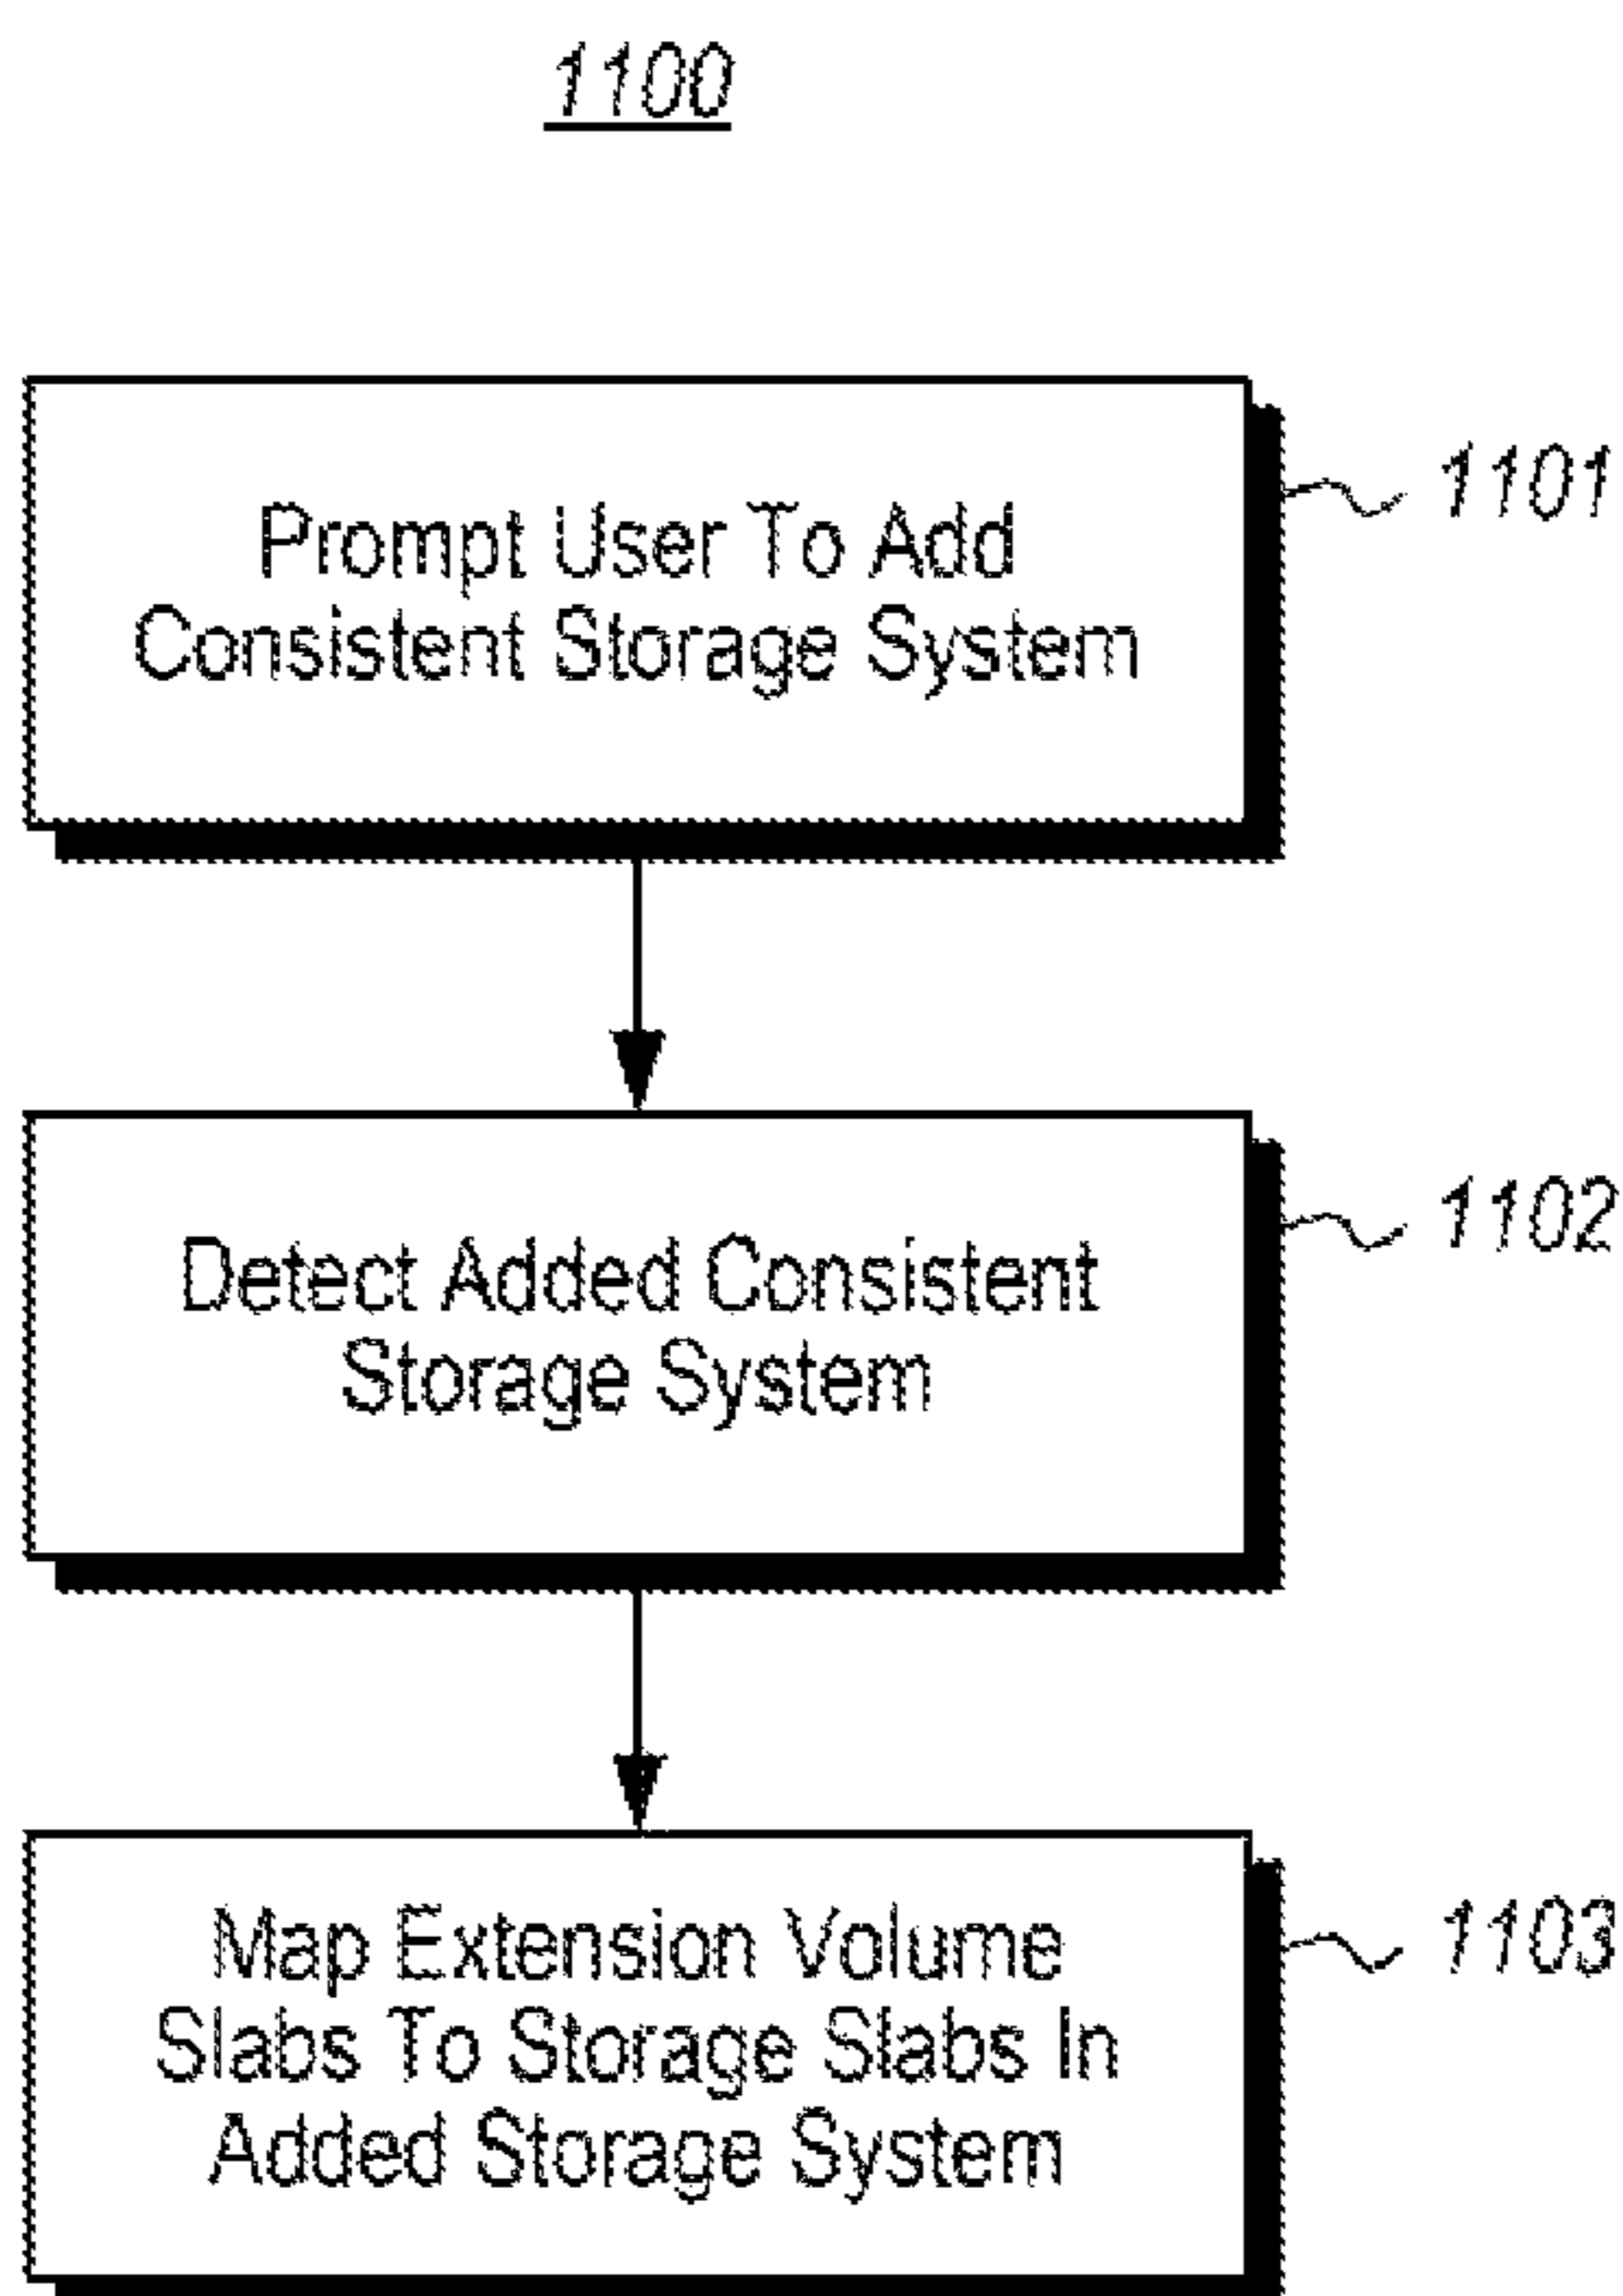 1100
Prompt User To Add
Consistent Storage System
1101
Detect Added Consistent
Storage System
1102
Map Extension Volume
Slabs To Storage Slabs In
Added Storage System
1103